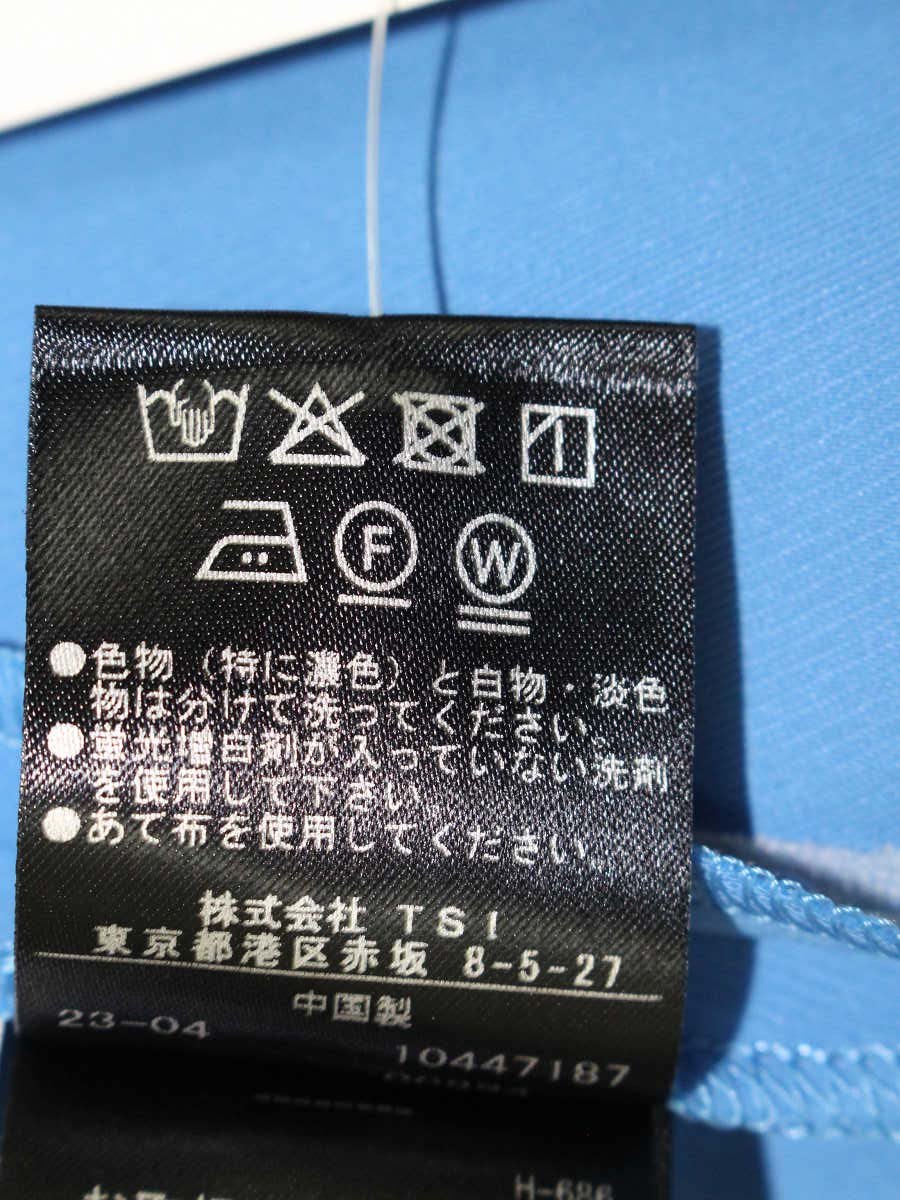 F
W
●色物（特に濃色）と白物・淡色
物は分けて洗ってください。
●蛍光増白剤が入っていない洗剤
を使用して下さい。
●あて布を使用してください。
株式会社 TSI
東京都港区赤坂 8-5-27
中国製
23-04
10447187
H-686